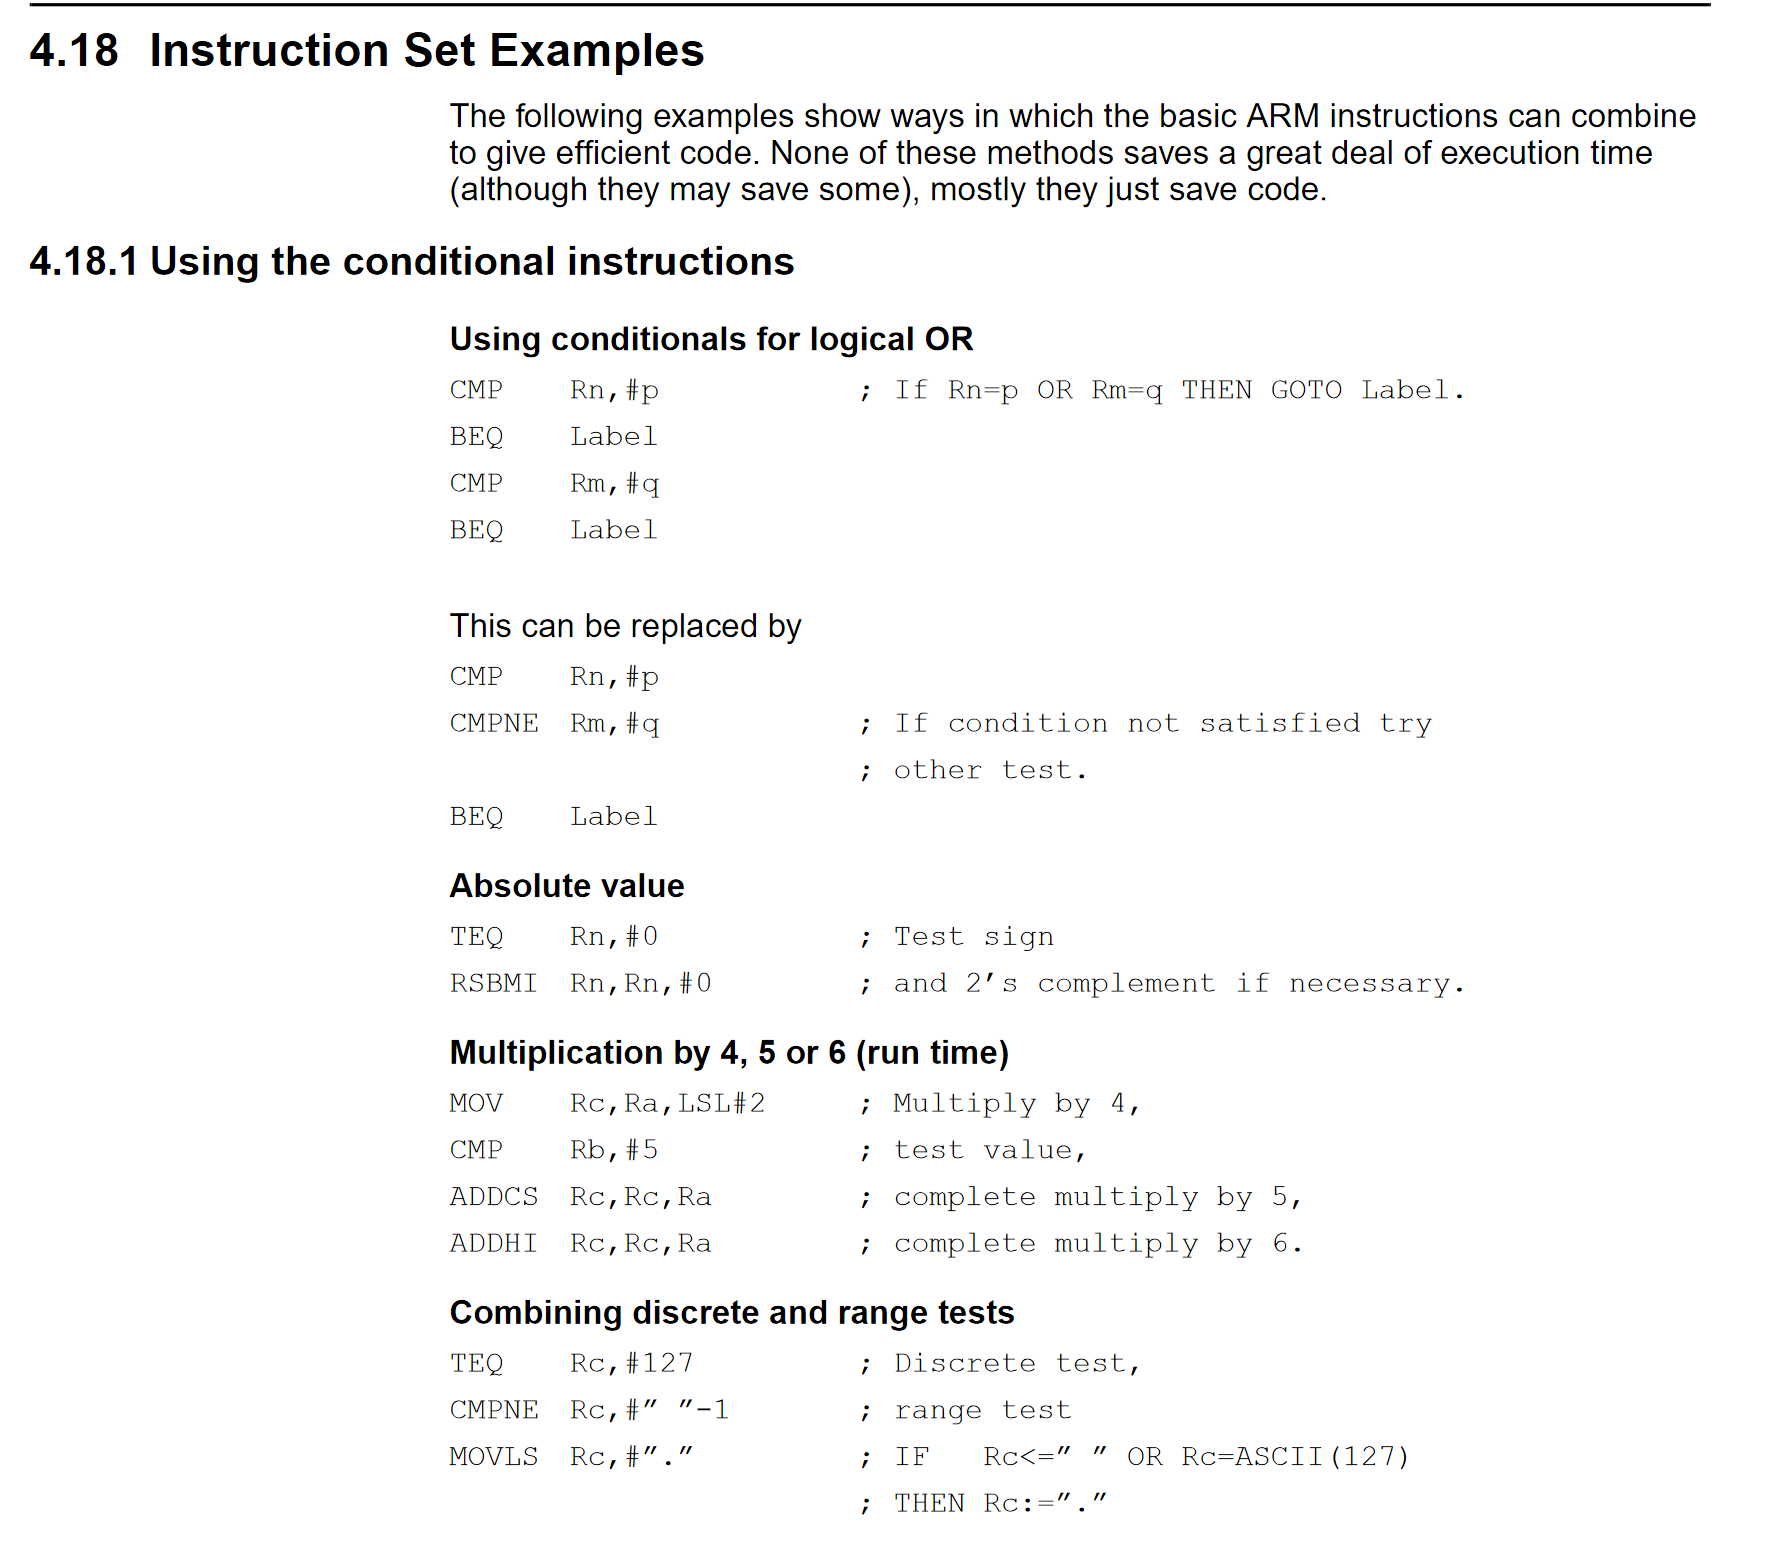 4.18 Instruction Set Examples
The following examples show ways in which the basic ARM instructions can combine
to give efficient code. None of these methods saves a great deal of execution time
(although they may save some), mostly they just save code.
4.18.1 Using the conditional instructions
Using conditionals for logical OR
CMP Rn,#p ; If Rn=p OR Rm=q THEN GOTO Label.
BEQ Label
CMP Rm,#q
BEQ Label
This can be replaced by
CMP Rn,#p
CMPNE Rm,#q ; If condition not satisfied try
; other test.
BEQ Label
Absolute value
TEQ Rn,#0 ; Test sign
RSBMI Rn,Rn,#0 ; and 2's complement if necessary.
Multiplication by 4, 5 or 6 (run time)
MOV Rc,Ra,LSL#2 ; Multiply by 4,
CMP Rb,#5 ; test value,
ADDCS Rc,Rc,Ra ; complete multiply by 5,
ADDHI Rc,Rc,Ra ; complete multiply by 6.
Combining discrete and range tests
TEQ Rc,#127 ; Discrete test,
CMPNE Rc,#" "-1 ; range test
MOVLS Rc,#"." ; IF Rc<=" " OR Rc=ASCII(127)
; THEN Rc:="."